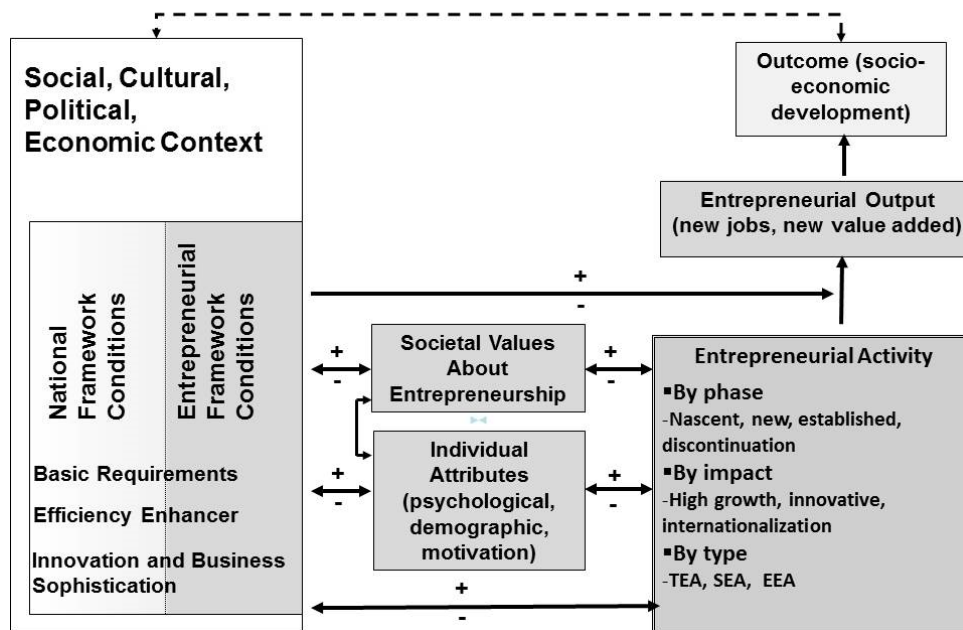 Social, Cultural,
Political,
Economic Context
National
Framework
Conditions
Entrepreneurial
Framework
Conditions
Basic Requirements
Efficiency Enhancer
Innovation and Business
Sophistication
+
-
+
-
Societal Values
About
Entrepreneurship
+
-
+
-
Individual
Attributes
(psychological,
demographic,
motivation)
+
-
+
-
+
-
Outcome (socio-
economic
development)
Entrepreneurial Output
(new jobs, new value added)
Entrepreneurial Activity
▪By phase
-Nascent, new, established,
discontinuation
▪By impact
-High growth, innovative,
internationalization
▪By type
-TEA, SEA, EEA